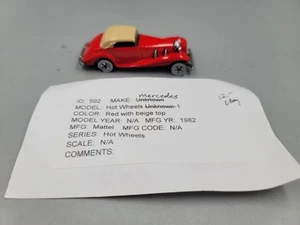 Mercedes
ID: 592 MAKE: Unknown
MODEL: Hot Wheels Unknown 1
COLOR: Red with beige top
MODEL YEAR: N/A MFG YR: 1982
MFG: Mattel MFG CODE: N/A
SERIES: Hot Wheels
SCALE: N/A
COMMENTS: